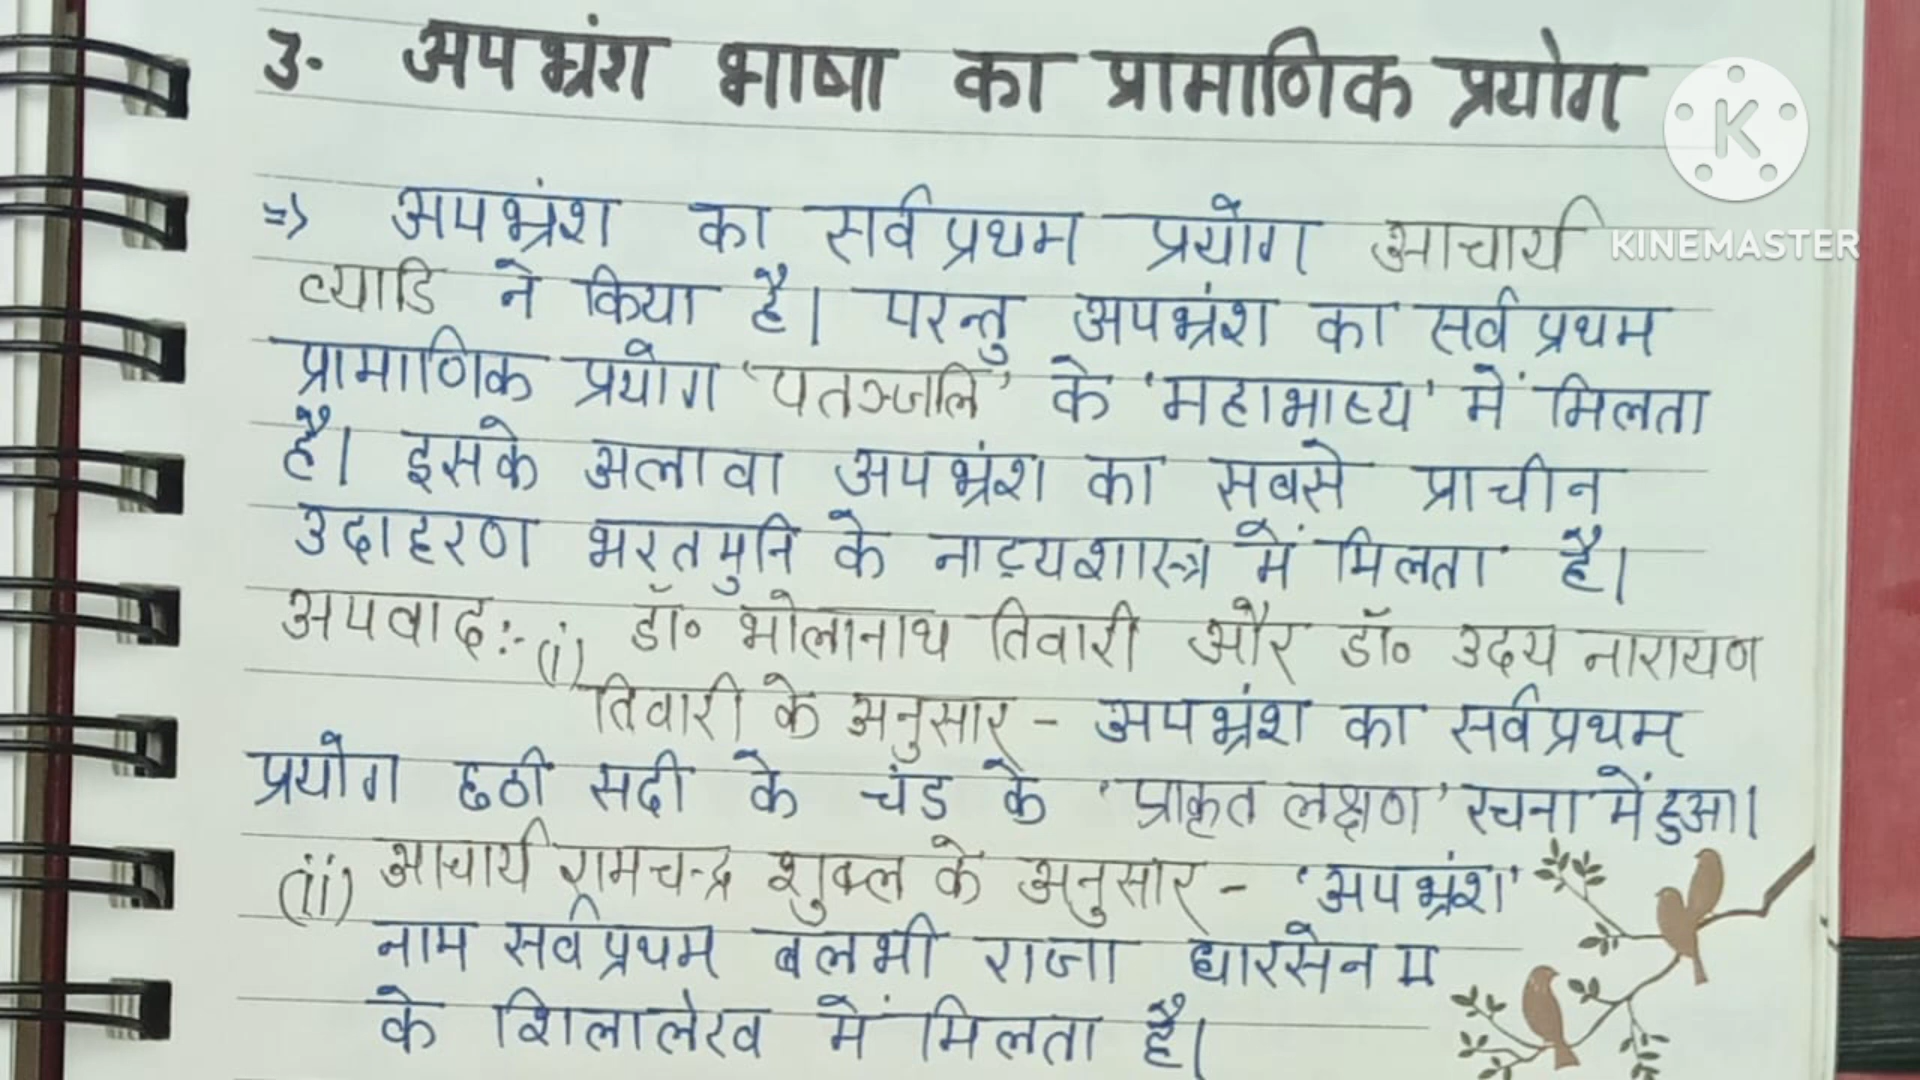 3. अपभ्रंश भाषा का प्रामाणिक प्रयोग
=> अपभ्रंश का सर्वप्रथम प्रयोग आचार्य
व्याडि ने किया है। परन्तु अपभ्रंश का सर्वप्रथम
प्रामाणिक प्रयोग 'पतञ्जलि' के 'महाभाष्य' में मिलता
है। इसके अलावा अपभ्रंश का सबसे प्राचीन
उदाहरण भरतमुनि के नाट्यशास्त्र में मिलता है।
अपवाद:- (i) डॉ० भोलानाथ तिवारी और डॉ० उदय नारायण
तिवारी के अनुसार - अपभ्रंश का सर्वप्रथम
प्रयोग छठी सदी के चंड के 'प्राकृत लक्षण' रचना में हुआ।
(ii) आचार्य रामचन्द्र शुक्ल के अनुसार - 'अपभ्रंश'
नाम सर्वप्रथम बलभी राजा धारसेन म
के शिलालेख में मिलता है।
K
KINEMASTER